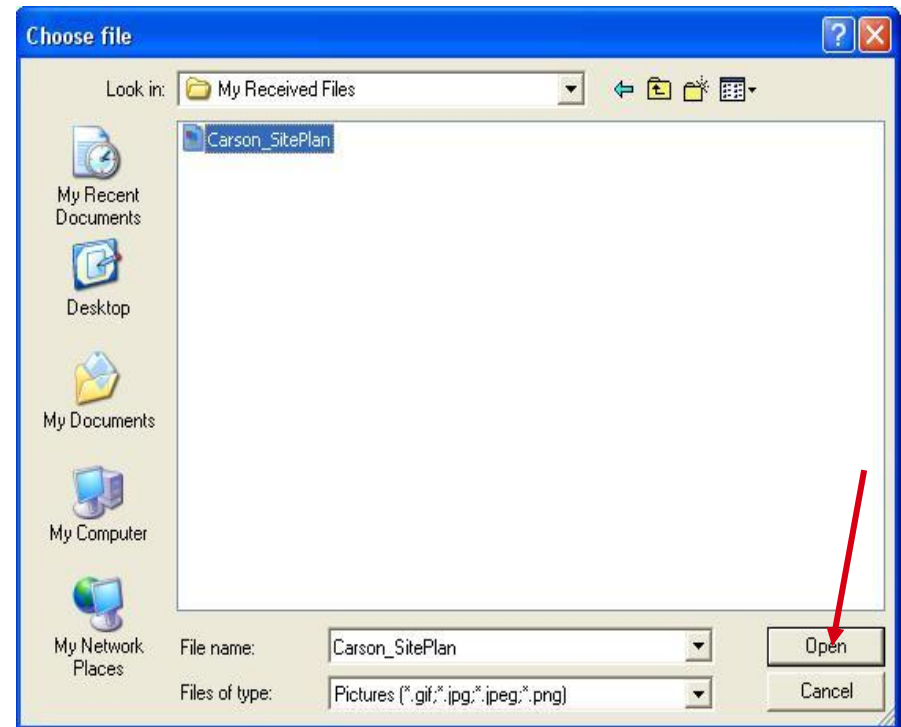 Choose file
Look in:
My Received Files
Carson_SitePlan
My Recent
Documents
Desktop
My Documents
My Computer
My Network
Places
File name:
Carson_SitePlan
Open
Files of type:
Pictures (*.gif;*.jpg;*.jpeg;*.png)
Cancel